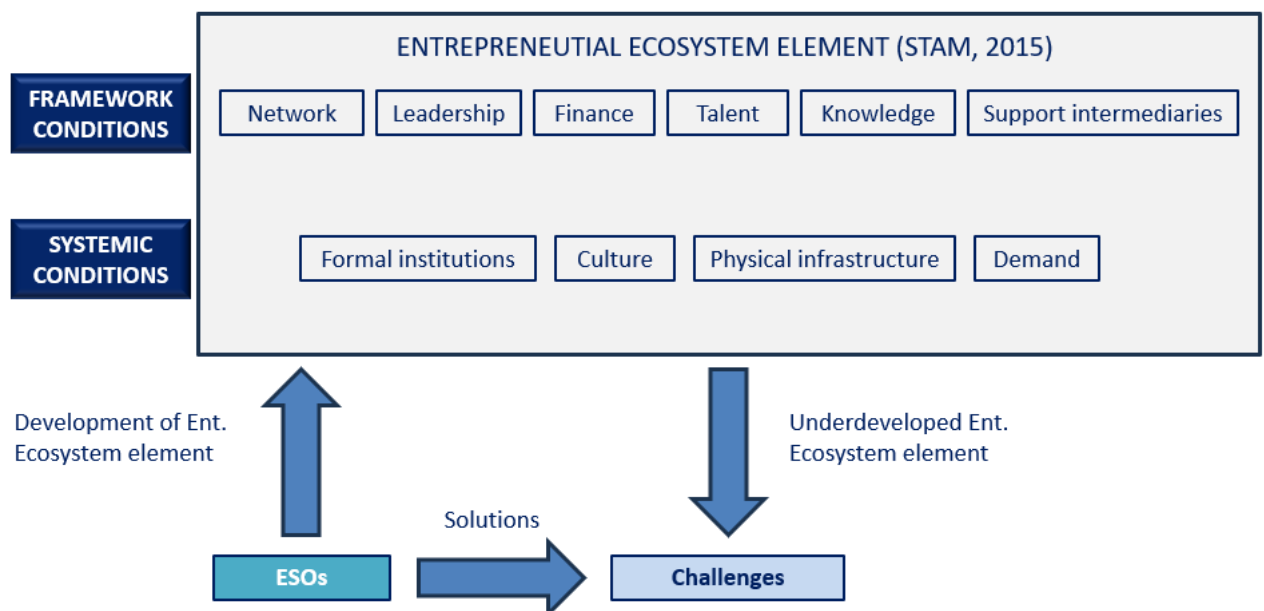 ENTREPRENEUTIAL ECOSYSTEM ELEMENT (STAM, 2015)
FRAMEWORK
CONDITIONS
Network
Leadership
Finance
Talent
Knowledge
Support intermediaries
SYSTEMIC
CONDITIONS
Formal institutions
Culture
Physical infrastructure
Demand
Development of Ent.
Ecosystem element
Underdeveloped Ent.
Ecosystem element
Solutions
ESOs
Challenges